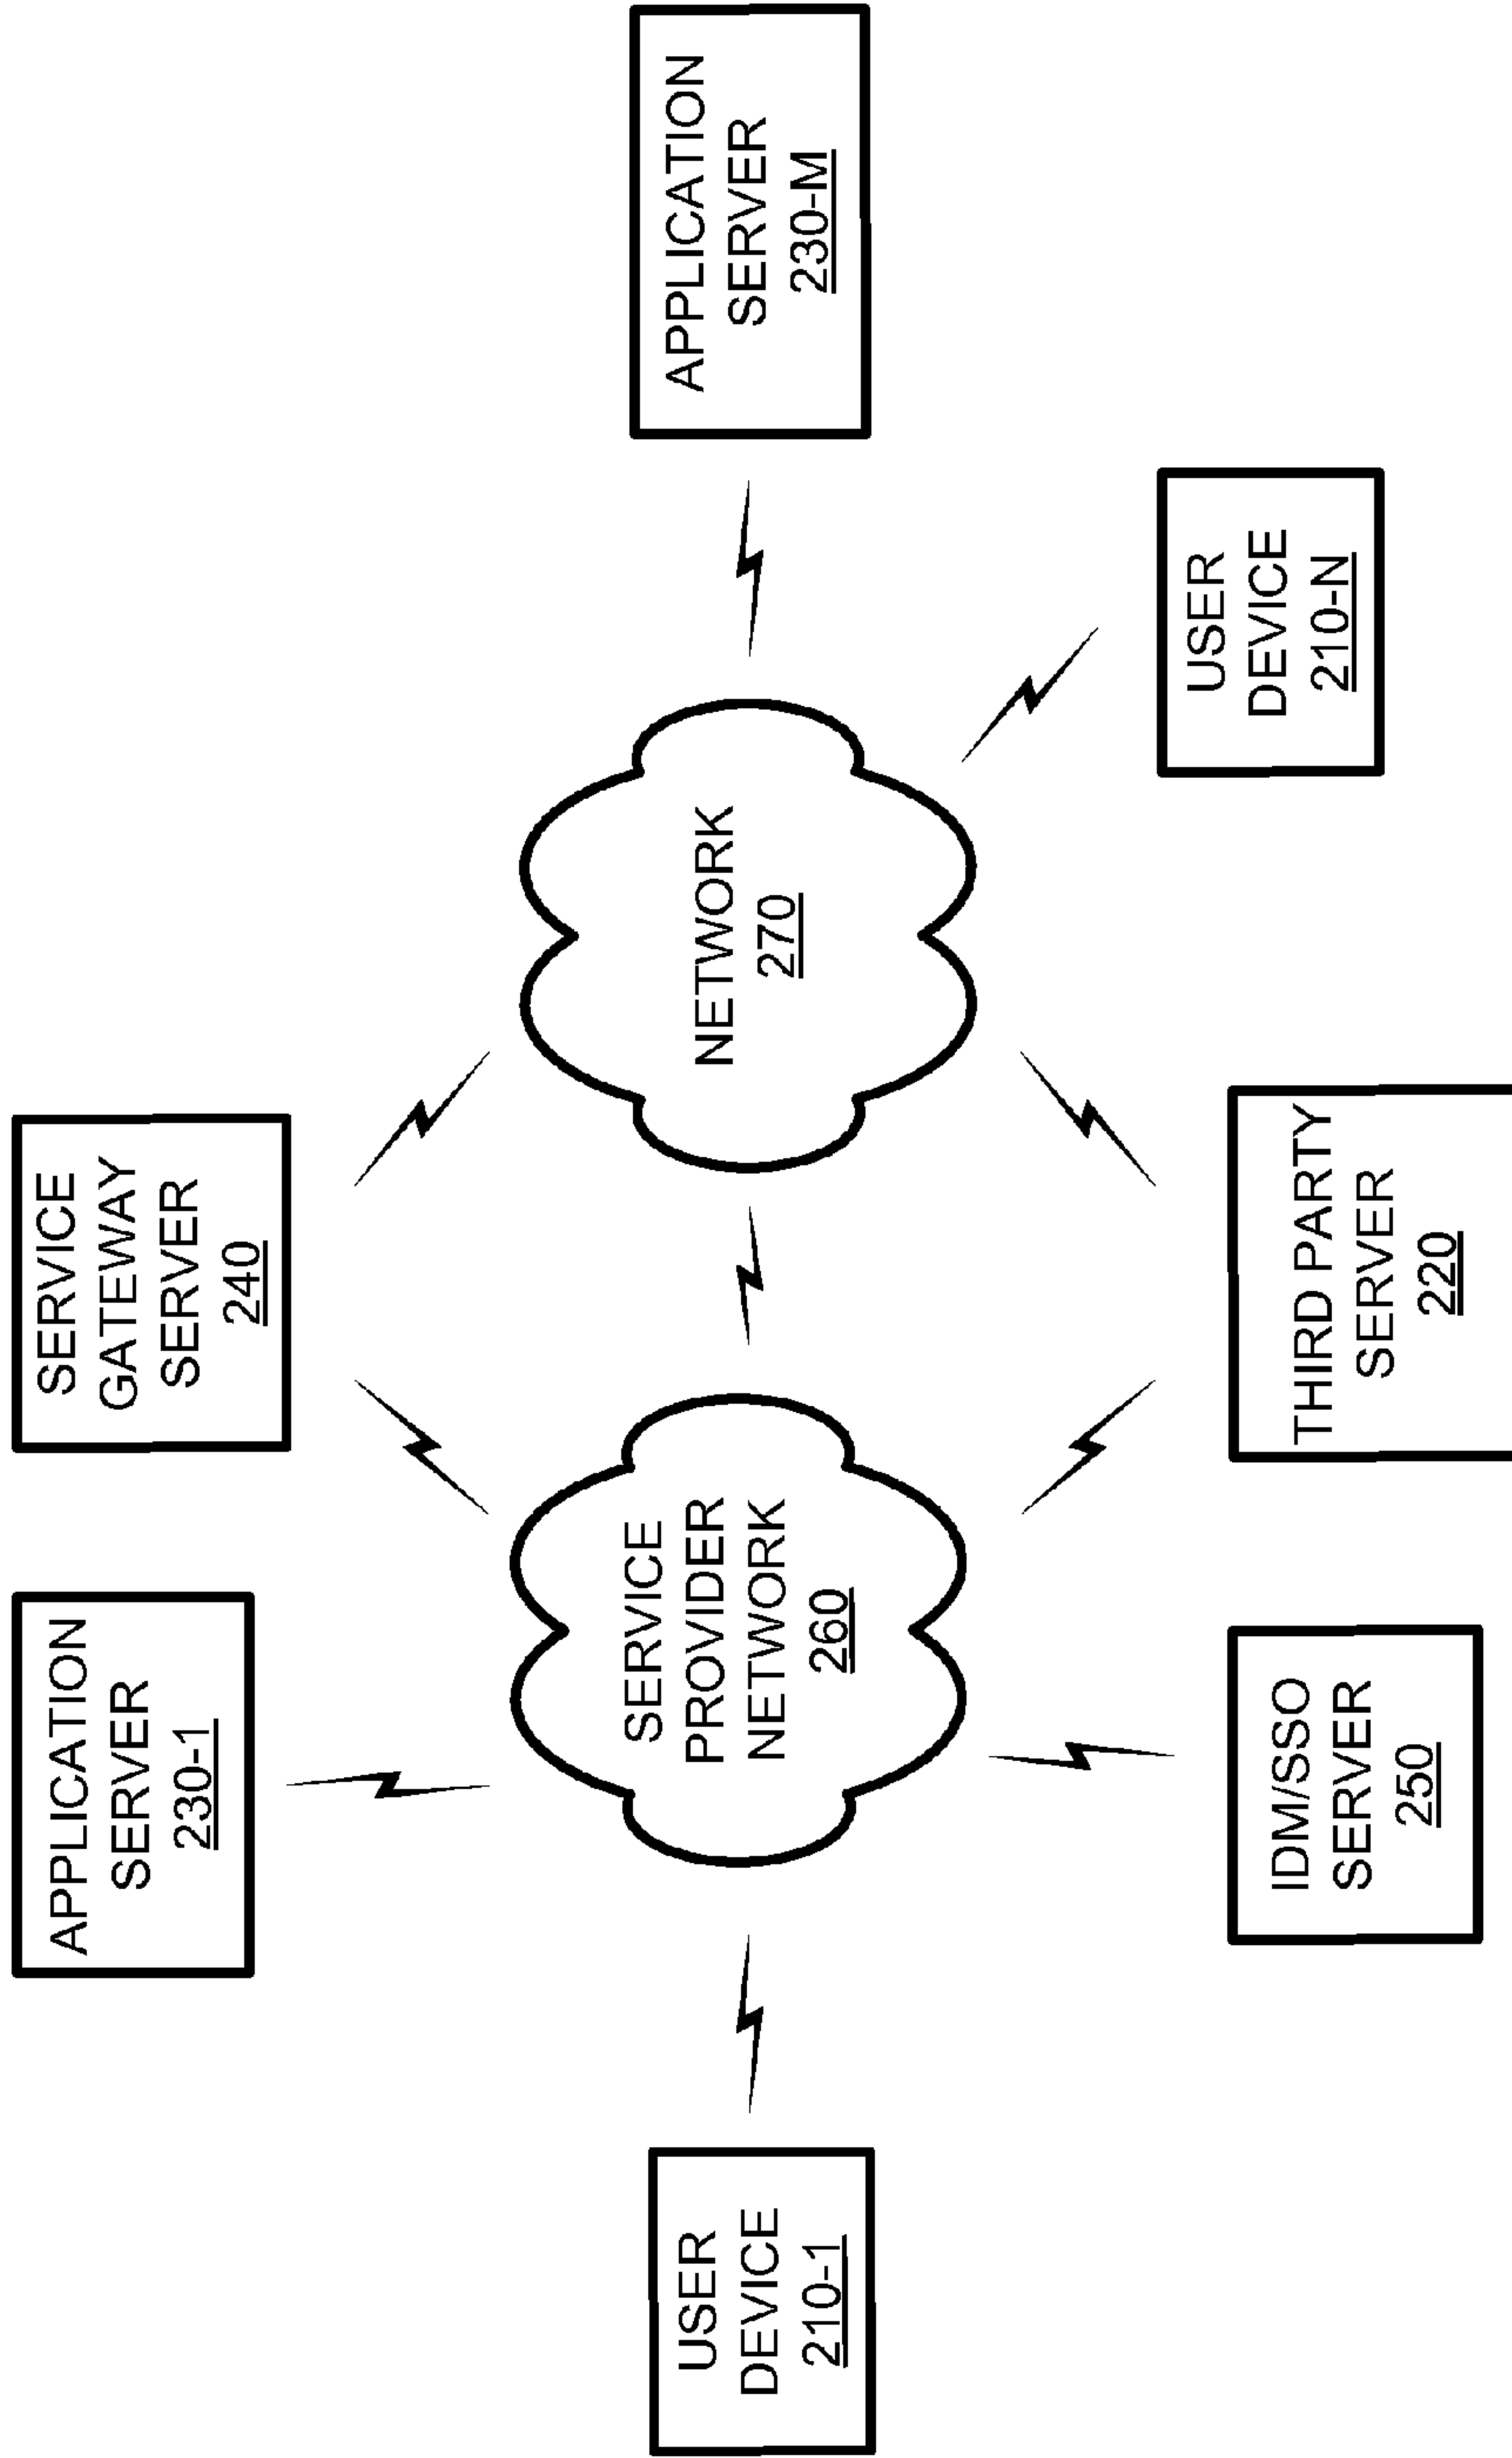 APPLICATION
SERVER
230-1
SERVICE
GATEWAY
SERVER
240
USER
DEVICE
210-1
SERVICE
PROVIDER
NETWORK
260
NETWORK
270
APPLICATION
SERVER
230-M
IDM/SSO
SERVER
250
THIRD PARTY
SERVER
220
USER
DEVICE
210-N